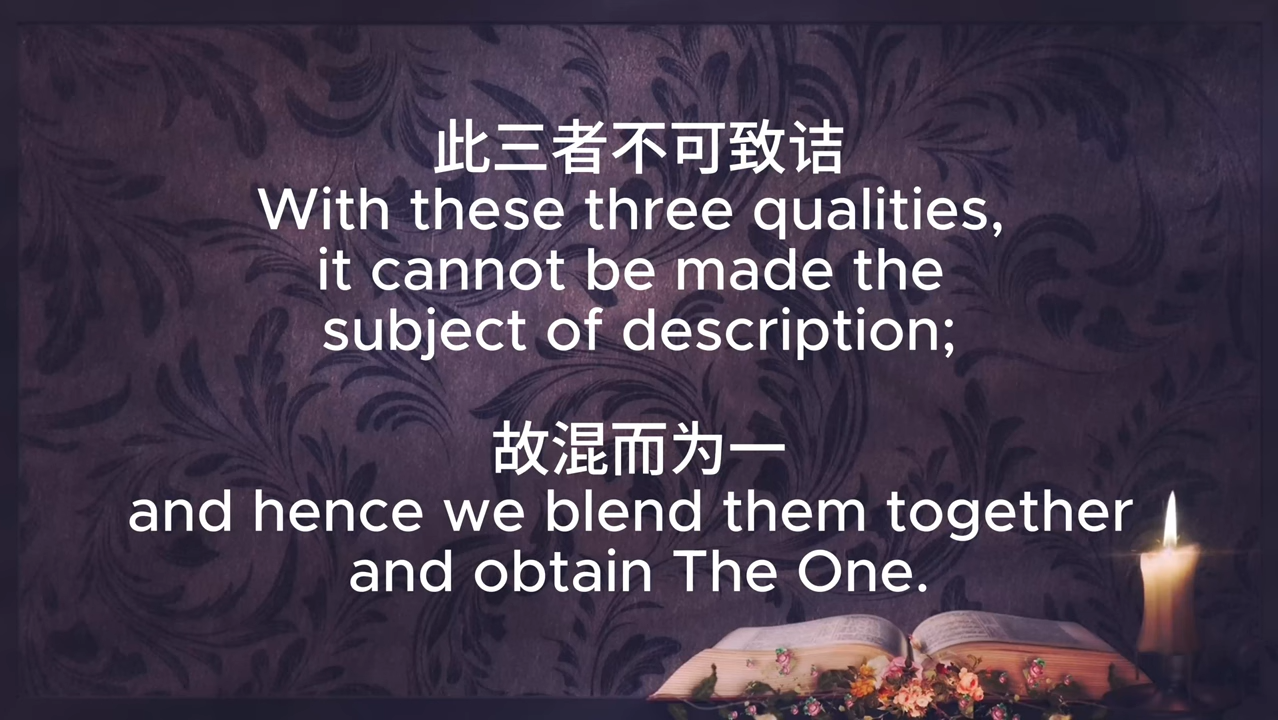 此三者不可致诘
With these three qualities,
it cannot be made the
subject of description;
故混而为一
and hence we blend them together
and obtain The One.